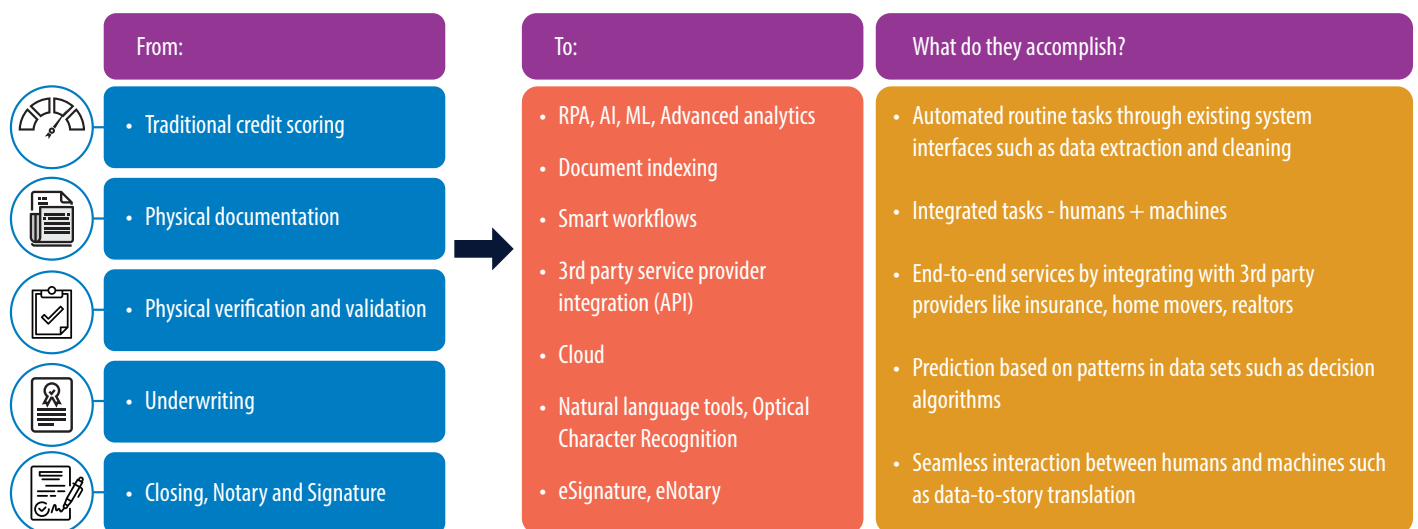 From:
• Traditional credit scoring
• Physical documentation
• Physical verification and validation
• Underwriting
• Closing, Notary and Signature
To:
• RPA, AI, ML, Advanced analytics
• Document indexing
• Smart workflows
• 3rd party service provider
integration (API)
• Cloud
• Natural language tools, Optical
Character Recognition
• eSignature, eNotary
What do they accomplish?
• Automated routine tasks through existing system
interfaces such as data extraction and cleaning
• Integrated tasks - humans + machines
• End-to-end services by integrating with 3rd party
providers like insurance, home movers, realtors
• Prediction based on patterns in data sets such as decision
algorithms
• Seamless interaction between humans and machines such
as data-to-story translation